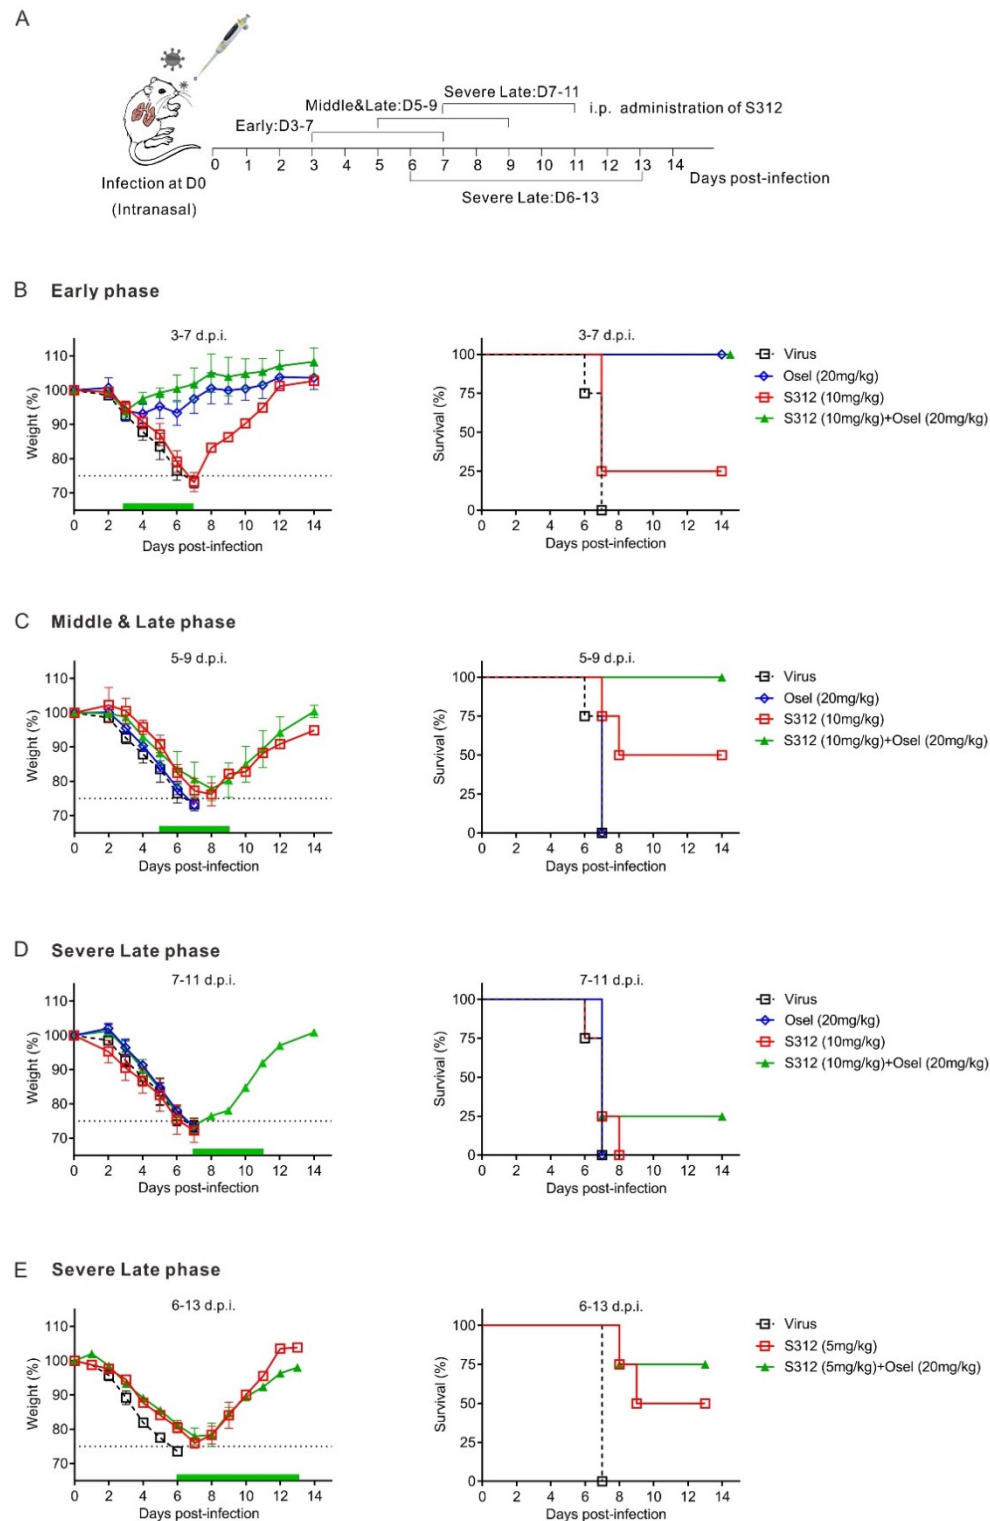 A
Severe Late:D7-11
Middle&Late:D5-9
i.p. administration of S312
Early:D3-7
0 1 2 3 4 5 6 7 8 9 10 11 12 13 14
Days post-infection
Infection at D0
(Intranasal)
Severe Late:D6-13
B Early phase
3-7 d.p.i.
Weight (%)
110
100
90
80
70
0 2 4 6 8 10 12 14
Days post-infection
3-7 d.p.i.
Survival (%)
100
75
50
25
0
0 2 4 6 8 10 12 14
Days post-infection
Virus
Osel (20mg/kg)
S312 (10mg/kg)
S312 (10mg/kg)+Osel (20mg/kg)
C Middle & Late phase
5-9 d.p.i.
Weight (%)
110
100
90
80
70
0 2 4 6 8 10 12 14
Days post-infection
5-9 d.p.i.
Survival (%)
100
75
50
25
0
0 2 4 6 8 10 12 14
Days post-infection
Virus
Osel (20mg/kg)
S312 (10mg/kg)
S312 (10mg/kg)+Osel (20mg/kg)
D Severe Late phase
7-11 d.p.i.
Weight (%)
110
100
90
80
70
0 2 4 6 8 10 12 14
Days post-infection
7-11 d.p.i.
Survival (%)
100
75
50
25
0
0 2 4 6 8 10 12 14
Days post-infection
Virus
Osel (20mg/kg)
S312 (10mg/kg)
S312 (10mg/kg)+Osel (20mg/kg)
E Severe Late phase
6-13 d.p.i.
Weight (%)
110
100
90
80
70
0 2 4 6 8 10 12 14
Days post-infection
6-13 d.p.i.
Survival (%)
100
75
50
25
0
0 2 4 6 8 10 12 14
Days post-infection
Virus
S312 (5mg/kg)
S312 (5mg/kg)+Osel (20mg/kg)